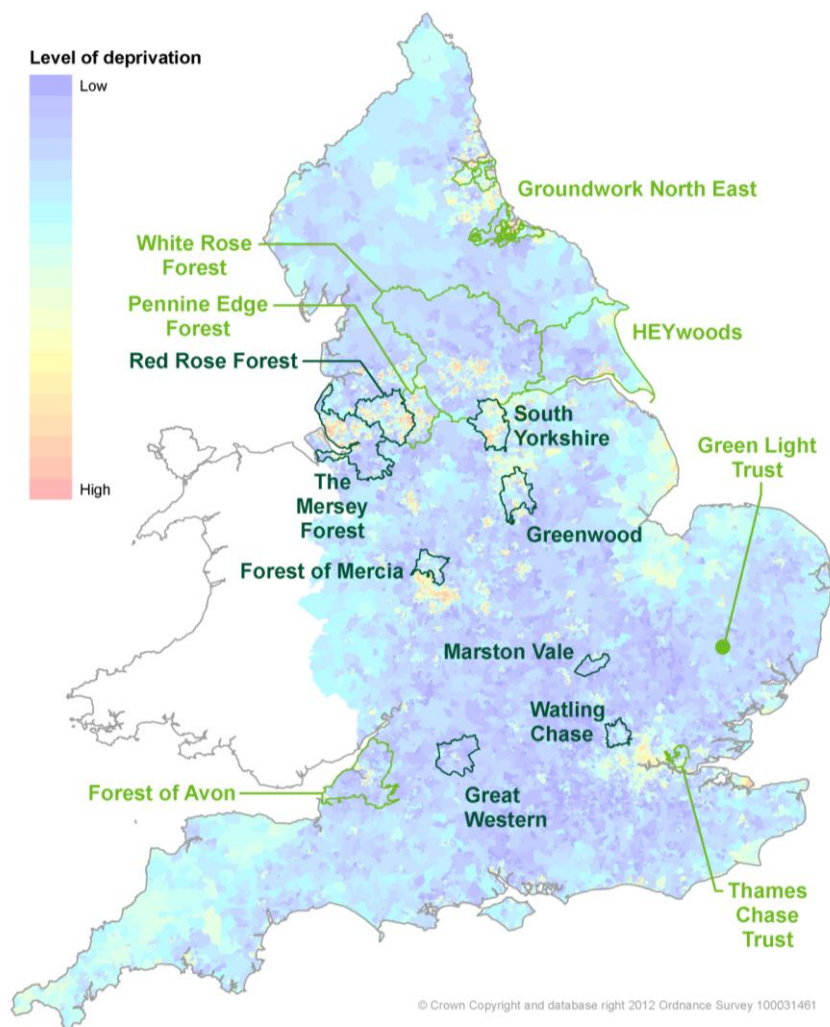 Level of deprivation
Low
High
Groundwork North East
White Rose
Forest
Pennine Edge
Forest
HEYwoods
Red Rose Forest
South
Yorkshire
Green Light
Trust
The
Mersey
Forest
Greenwood
Forest of Mercia
Marston Vale
Watling
Chase
Forest of Avon
Great
Western
Thames
Chase
Trust
© Crown Copyright and database right 2012 Ordnance Survey 100031461